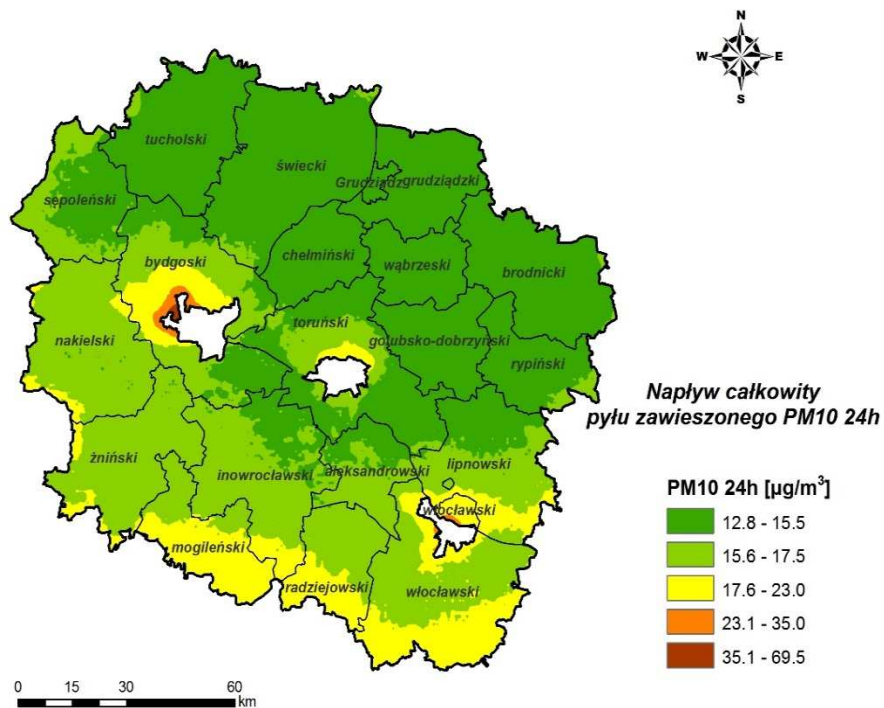 N
W E
S
tucholski
świecki
Grudziądz grudziądzki
sępoleński
chełmiński
wąbrzeski
brodnicki
bydgoski
nakielski
toruński
golubsko-dobrzyński
rypiński
Napływ całkowity
pyłu zawieszonego PM10 24h
żniński
inowrocławski
aleksandrowski
lipnowski
włocławski
mogileński
radziejowski
włocławski
PM10 24h [µg/m³]
12.8 - 15.5
15.6 - 17.5
17.6 - 23.0
23.1 - 35.0
35.1 - 69.5
0 15 30 60
km